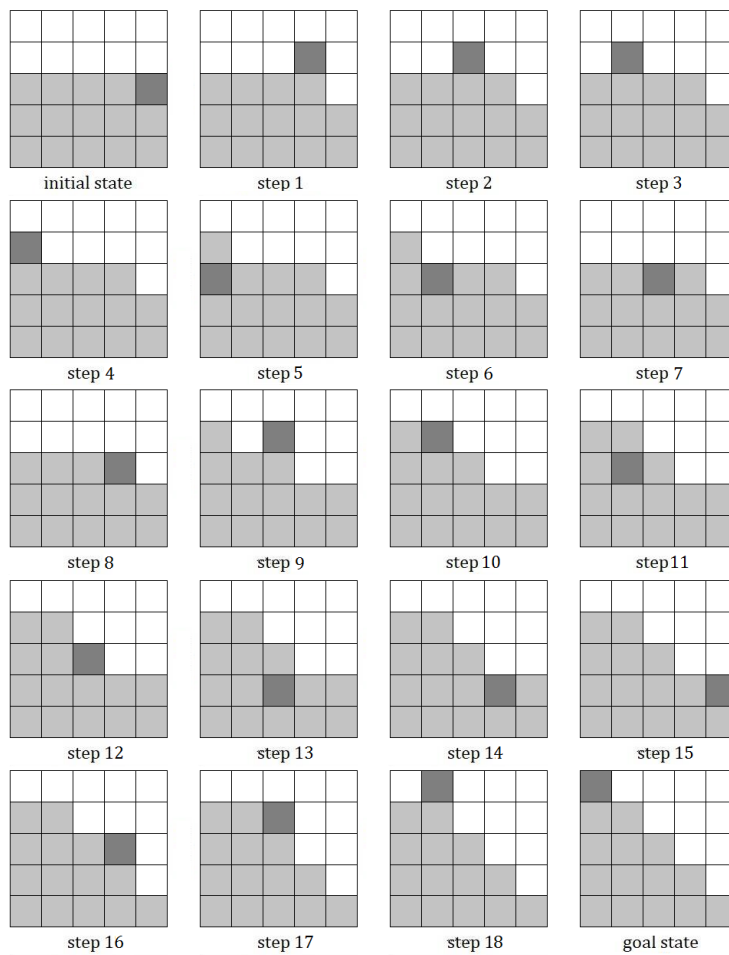 initial state
step 1
step 2
step 3
step 4
step 5
step 6
step 7
step 8
step 9
step 10
step11
step 12
step 13
step 14
step 15
step 16
step 17
step 18
goal state